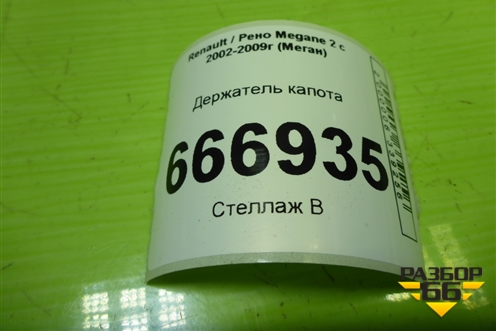 Renault / Рено Megane 2 с
2002-2009г (Меган)
Держатель капота
666935
Стеллаж В
РАЗБОР
66